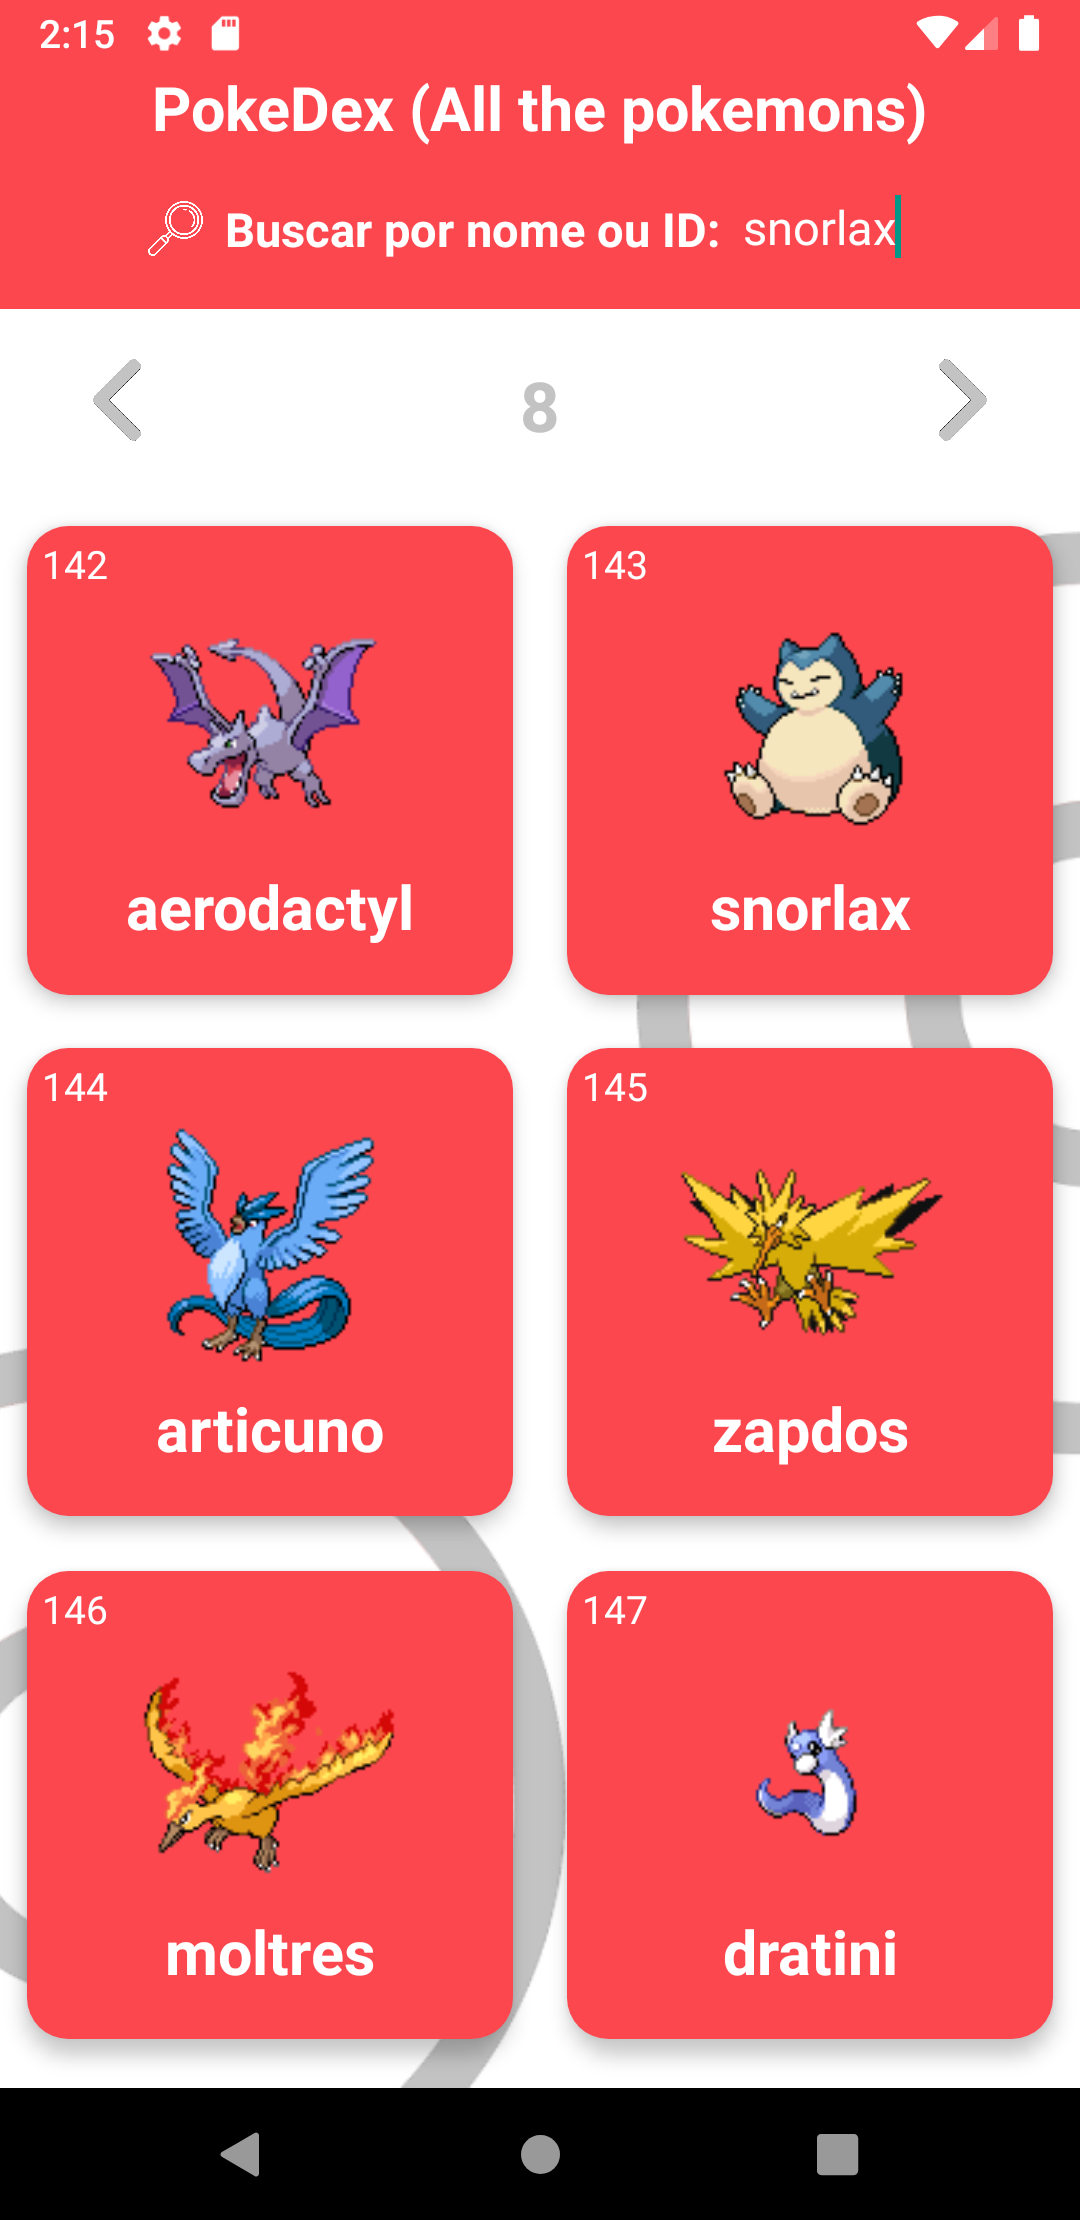 2:15
PokeDex (All the pokemons)
Buscar por nome ou ID: snorlax
8
142
143
aerodactyl
snorlax
144
145
articuno
zapdos
146
147
moltres
dratini